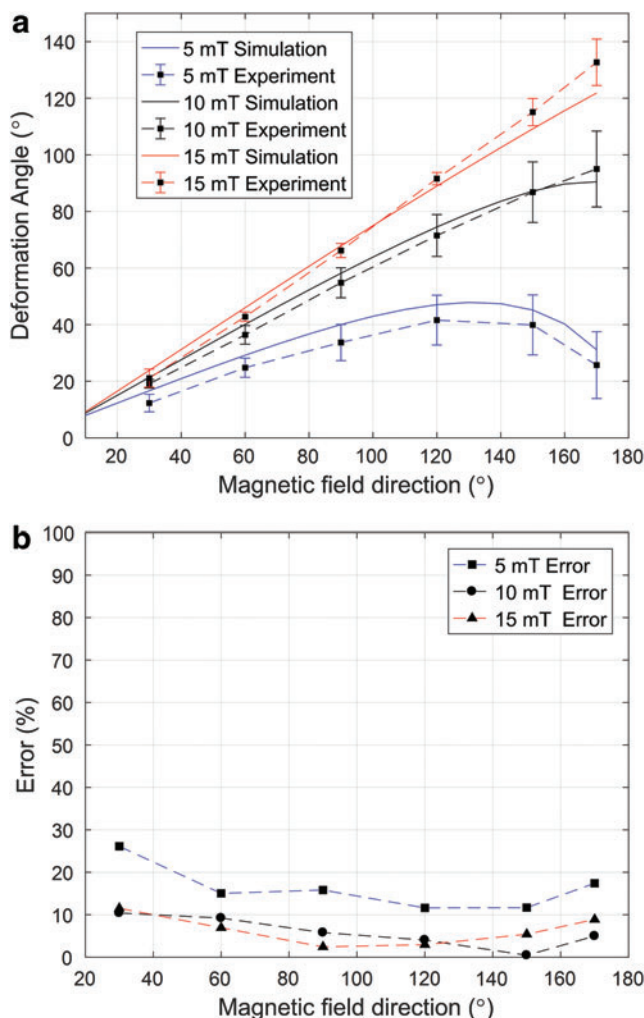 a
140
120
100
80
60
40
20
0
Deformation Angle (°)
5 mT Simulation
5 mT Experiment
10 mT Simulation
10 mT Experiment
15 mT Simulation
15 mT Experiment
20 40 60 80 100 120 140 160 180
Magnetic field direction (°)
b
100
90
80
70
60
50
40
30
20
10
0
Error (%)
5 mT Error
10 mT Error
15 mT Error
20 40 60 80 100 120 140 160 180
Magnetic field direction (°)